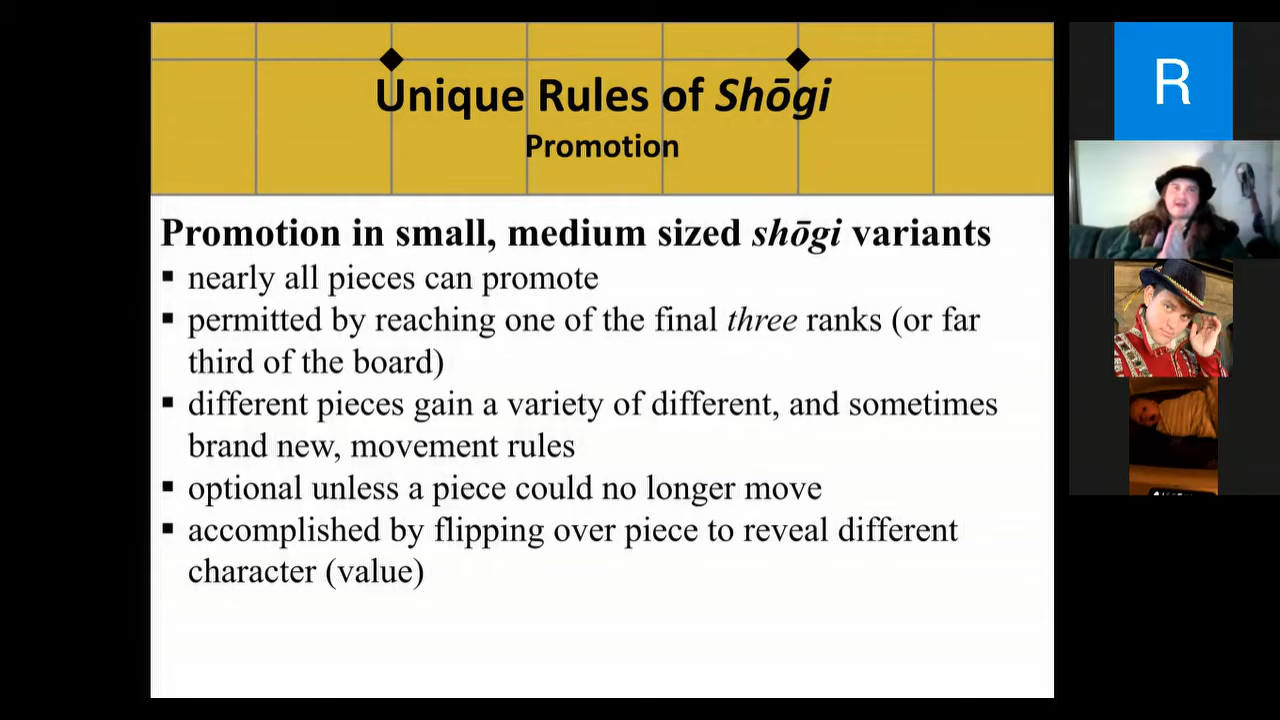 Unique Rules of Shōgi
Promotion
Promotion in small, medium sized shōgi variants
▪ nearly all pieces can promote
▪ permitted by reaching one of the final three ranks (or far
third of the board)
▪ different pieces gain a variety of different, and sometimes
brand new, movement rules
▪ optional unless a piece could no longer move
▪ accomplished by flipping over piece to reveal different
character (value)
R